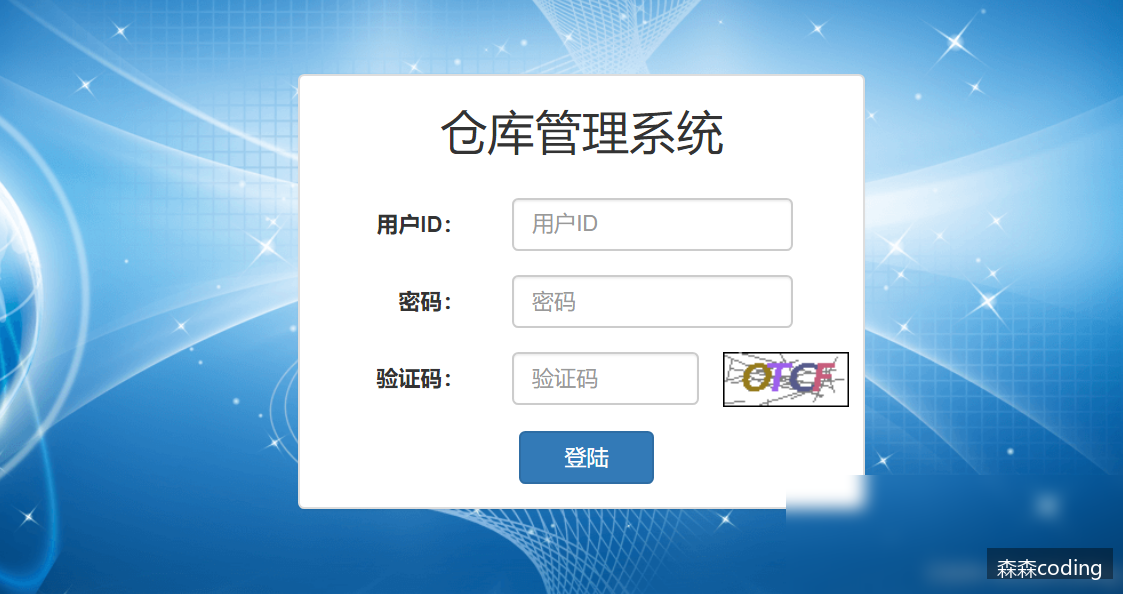 仓库管理系统
用户ID： 用户ID
密码： 密码
验证码： 验证码 OTCF
登陆
森森coding